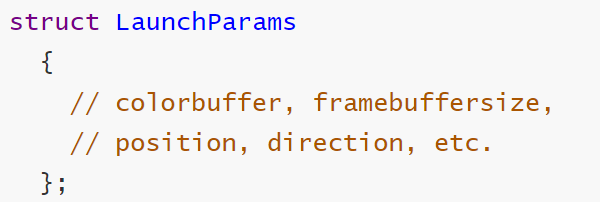 struct LaunchParams
{
// colorbuffer, framebuffersize,
// position, direction, etc.
};